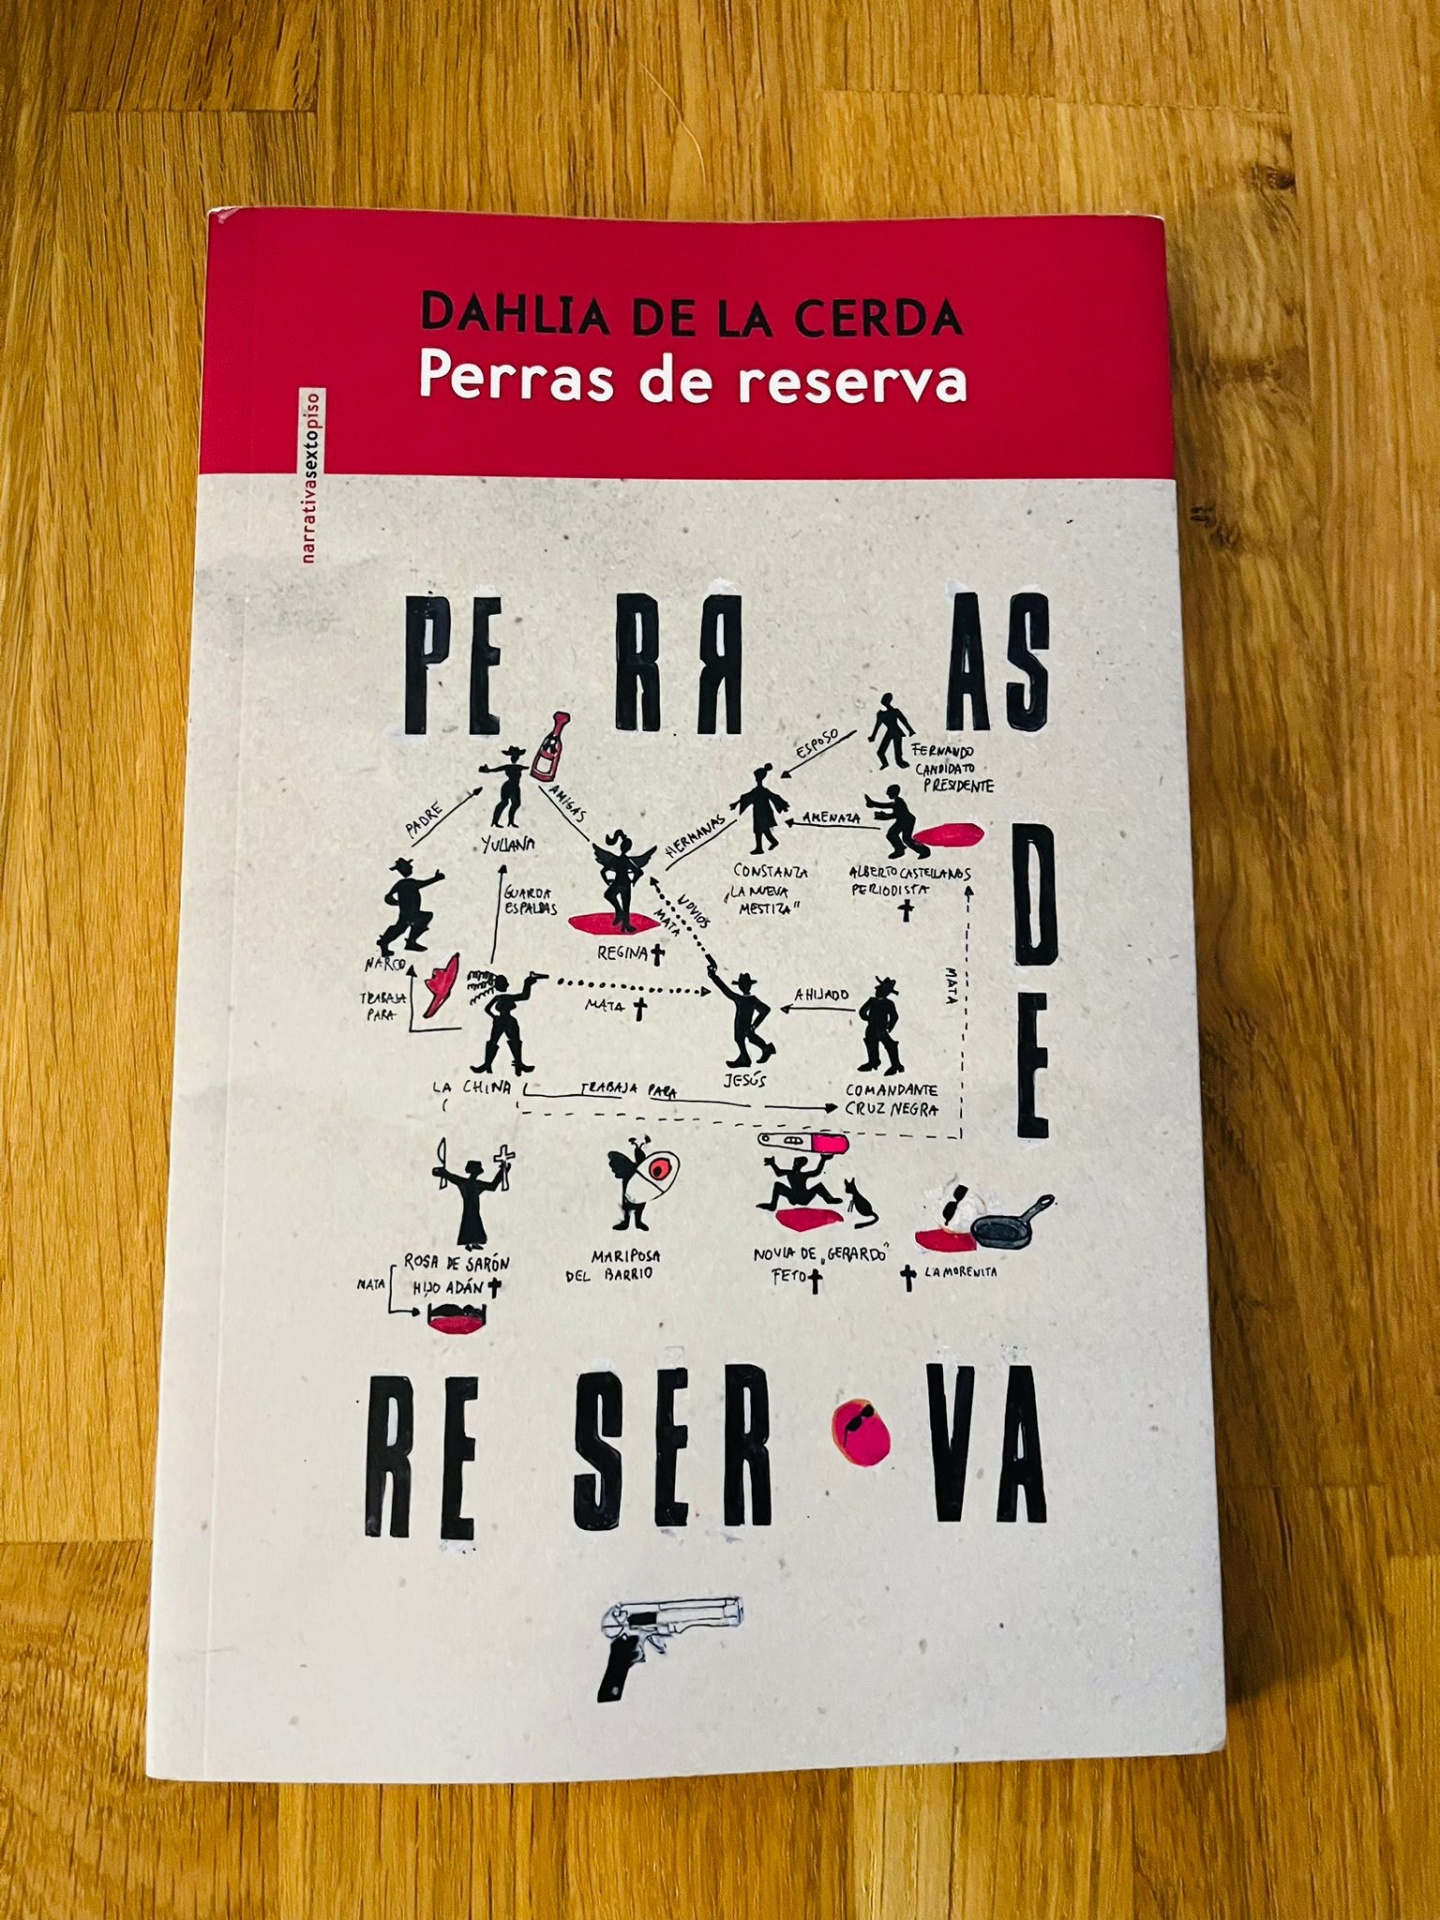 DAHLIA DE LA CERDA
Perras de reserva
narrativasextopiso
PE RR AS
DE
ESPOSO
FERNANDO
CANDIDATO
PRESIDENTE
PADRE
YULIANA
AMIGAS
HERMANAS
AMENAZA
CONSTANZA
„LA NUEVA
MESTIZA"
ALBERTO CASTELLANOS
PERIODISTA
GUARDA
ESPALDAS
NOVIOS
MATA
REGINA
NARCO
TRABAJA
PARA
MATA
AHIJADO
MATA
LA CHINA
TRABAJA PARA
JESÚS
COMANDANTE
CRUZ NEGRA
ROSA DE SARÓN
HIJO ADÁN
MATA
MARIPOSA
DEL BARRIO
NOVIA DE „GERARDO"
FETO
LA MORENITA
RE SER VA